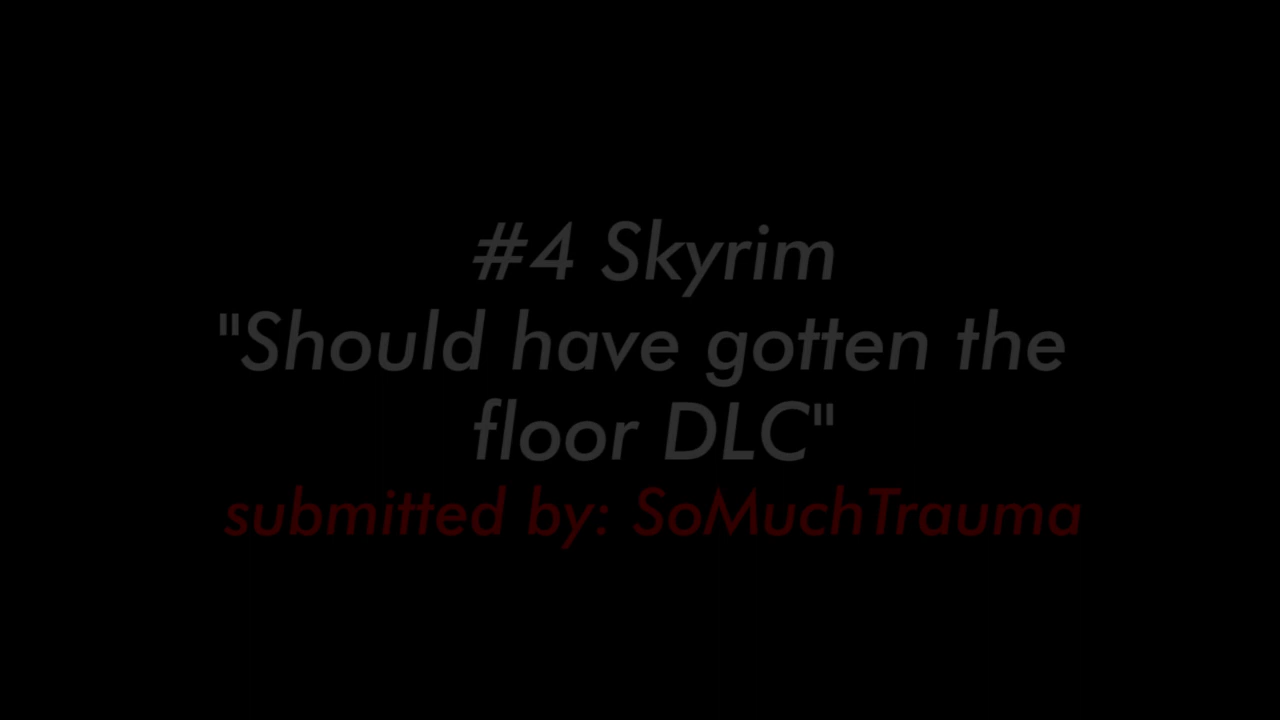 #4 Skyrim
"Should have gotten the
floor DLC"
submitted by: SoMuchTrauma